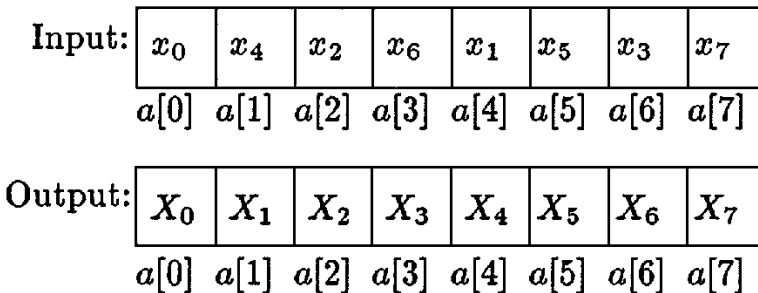 Input: x₀ x₄ x₂ x₆ x₁ x₅ x₃ x₇
a[0] a[1] a[2] a[3] a[4] a[5] a[6] a[7]
Output: X₀ X₁ X₂ X₃ X₄ X₅ X₆ X₇
a[0] a[1] a[2] a[3] a[4] a[5] a[6] a[7]